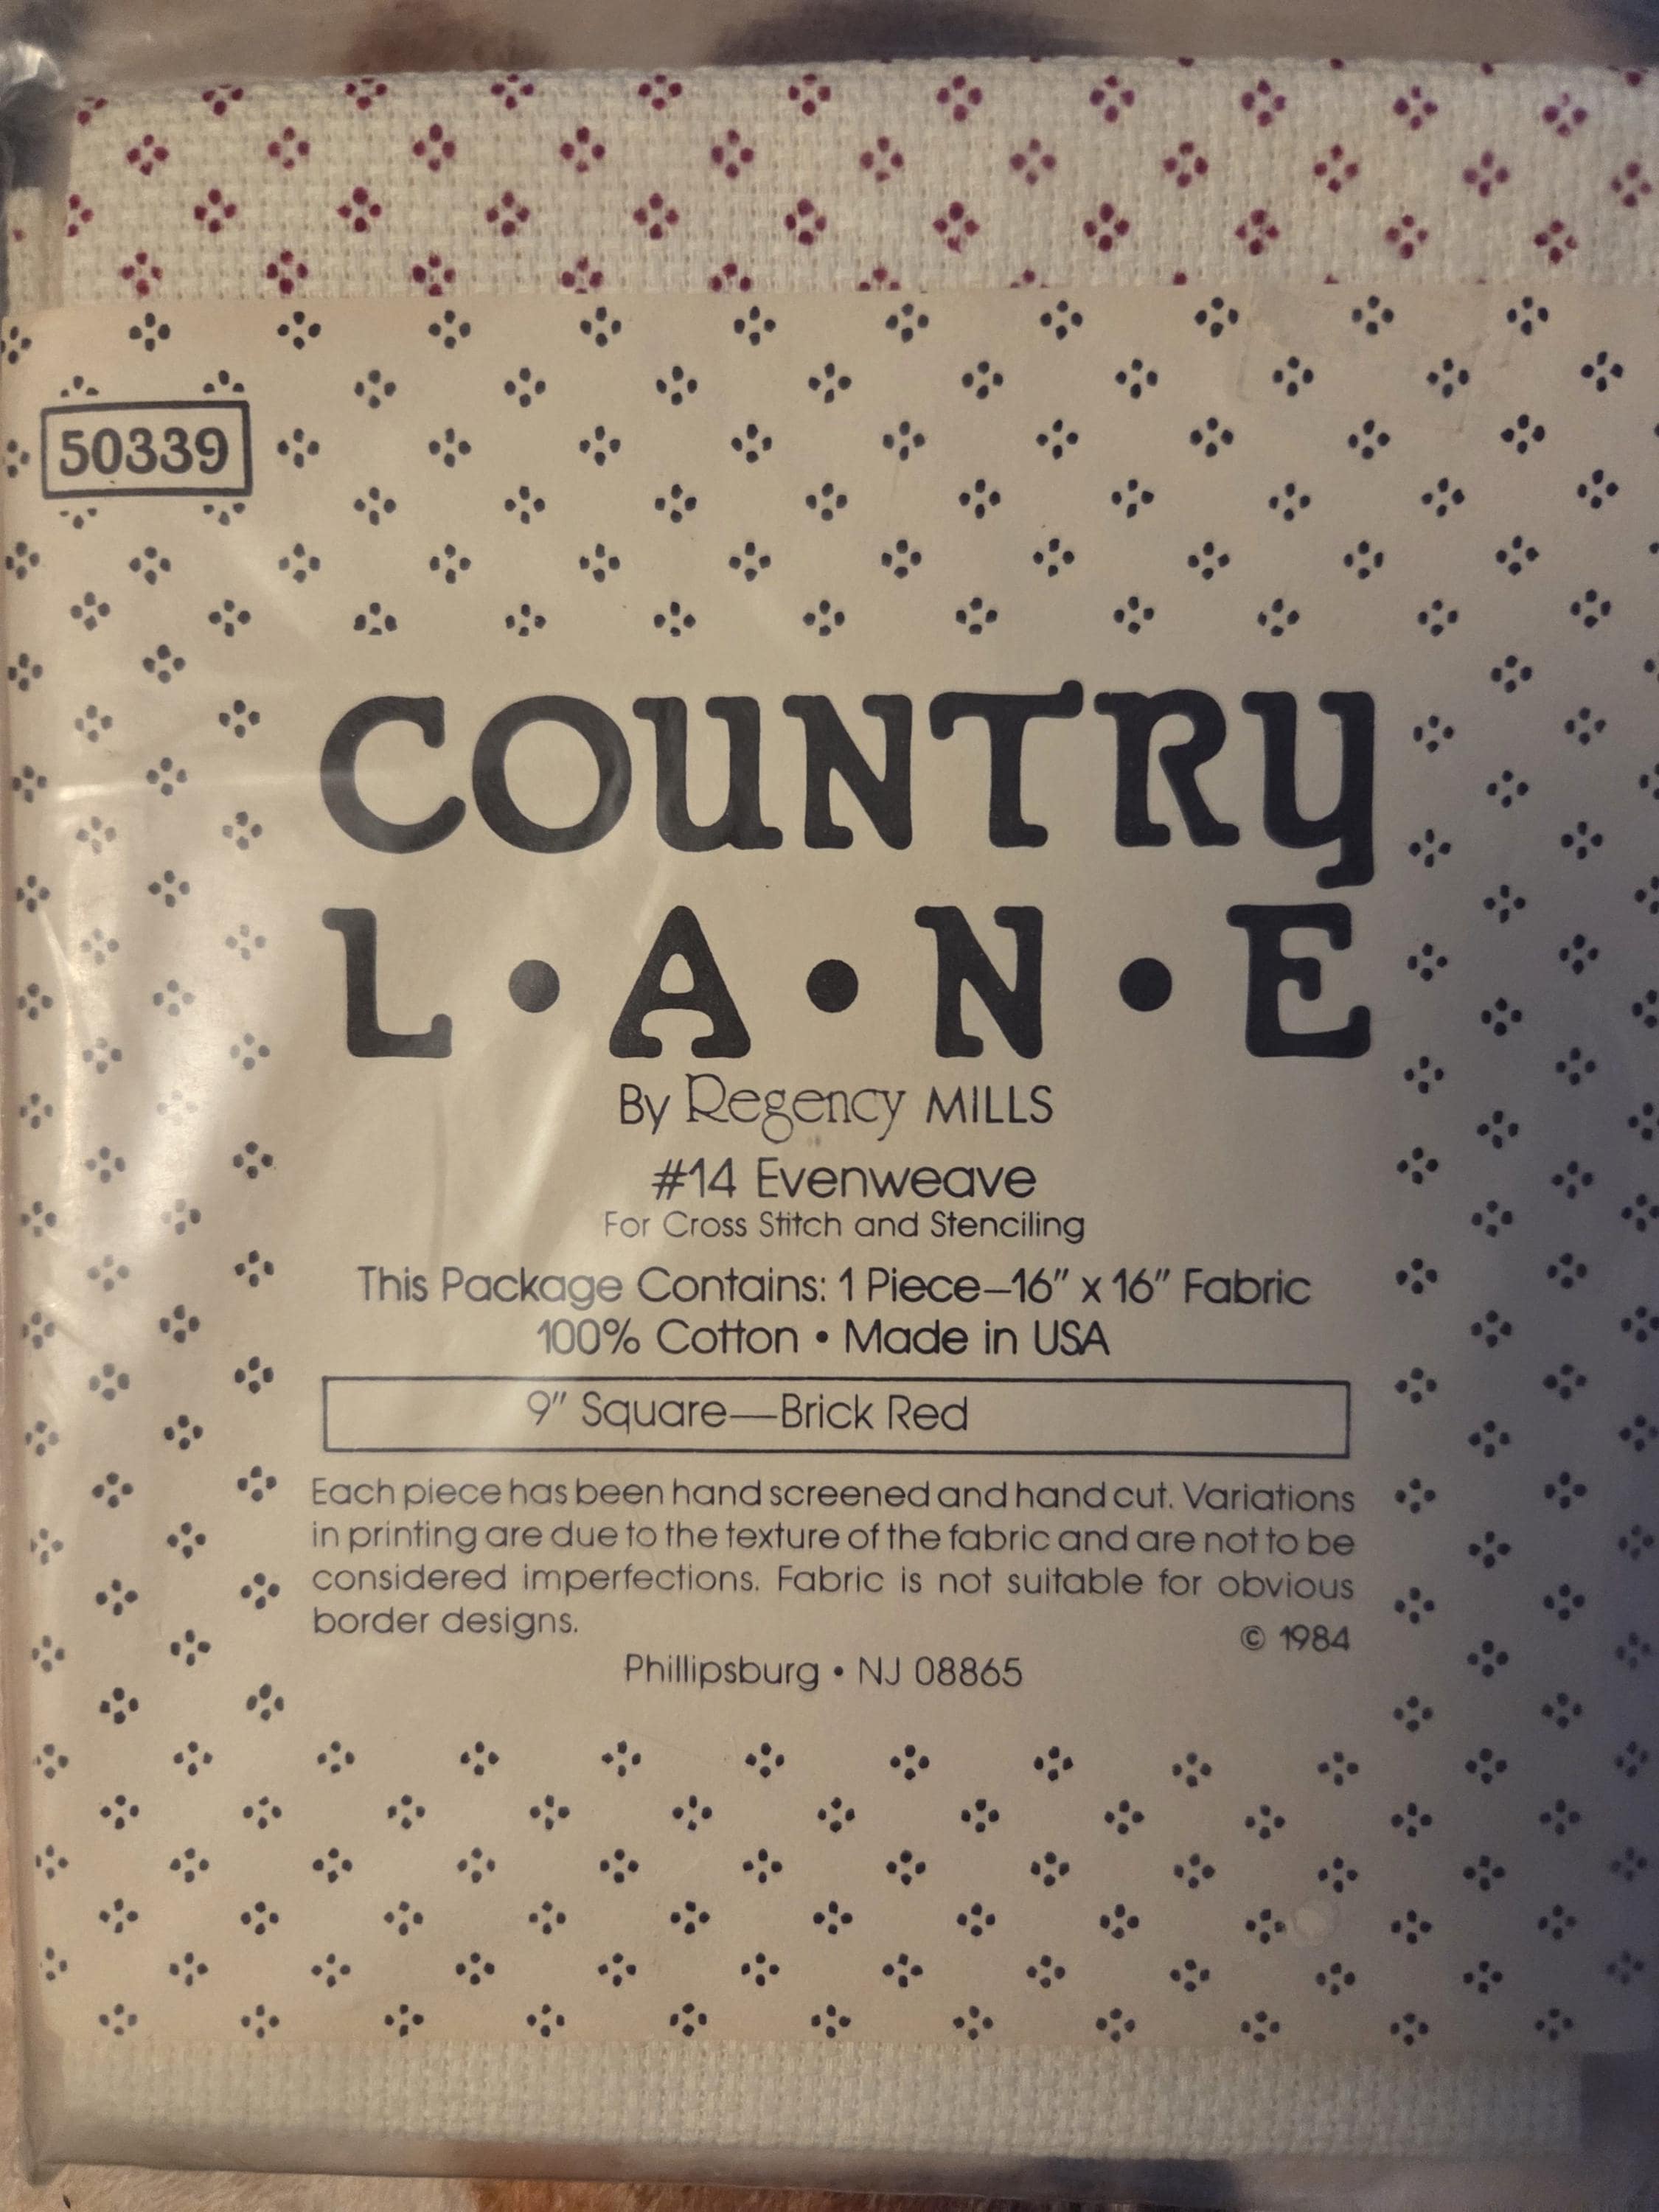 50339
COUNTRY
L•A•N•E
By Regency MILLS
#14 Evenweave
For Cross Stitch and Stenciling
This Package Contains: 1 Piece–16" x 16" Fabric
100% Cotton • Made in USA
9" Square—Brick Red
Each piece has been hand screened and hand cut. Variations
in printing are due to the texture of the fabric and are not to be
considered imperfections. Fabric is not suitable for obvious
border designs.
© 1984
Phillipsburg • NJ 08865